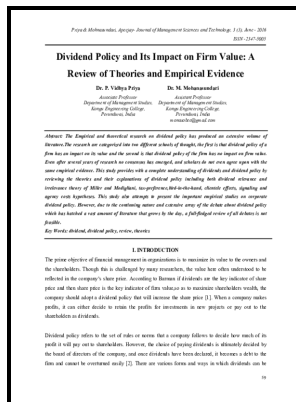 Priya & Mohanasundari, Agropay- Journal of Management Sciences and Technology, 3 (3), June - 2016
ISSN -2347-5005
Dividend Policy and Its Impact on Firm Value: A
Review of Theories and Empirical Evidence
Dr. P. Vidhya Priya
Dr. M. Mohanasundari
Associate Professor
Associate Professor
Department of Management Studies,
Department of Management Studies,
Kongu Engineering College,
Kongu Engineering College,
Perundurai, India
Perundurai, India
Abstract: The Empirical and theoretical research on dividend policy has produced an extensive volume of
literature.The research are categorized into two different schools of thought, the first is that dividend policy of a
firm has an impact on its value and the second is that dividend policy of the firm has no impact on firm value.
Even after several years of research no consensus has emerged, and scholars do not even agree upon with the
same empirical evidence. This study provides with a complete understanding of dividends and dividend policy by
reviewing the theories and their explanations of dividend policy including both dividend relevance and
irrelevance theory of Miller and Modigliani, tax-preference,bird-in-the-hand, clientele effects, signaling and
agency costs hypotheses. This study also attempts to present the important empirical studies on corporate
dividend policy. However, due to the continuing nature and extensive array of the debate about dividend policy
which has hatched a vast amount of literature that grows by the day, a full-fledged review of all debates is not
feasible.
Key Words: dividend, dividend policy, review, theories
I. INTRODUCTION
The prime objective of financial management in organizations is to maximize its value to the owners and
the shareholders. Though this is challenged by many researchers, the value here often understood to be
reflected in the company's share price. According to Barman if dividends are the key indicator of share
price and then share price is the key indicator of firm value,so as to maximize shareholders wealth, the
company should adopt a dividend policy that will increase the share price [1]. When a company makes
profits, it can either decide to retain the profits for investments in new projects or pay out to the
shareholders as dividends.
Dividend policy refers to the set of rules or norms that a company follows to decide how much of its
profit it will pay out to shareholders. However, the choice of paying dividends is ultimately decided by
the board of directors of the company, and once dividends have been declared, it becomes a debt to the
firm and cannot be overturned easily [2]. There are various forms and ways in which dividends can be